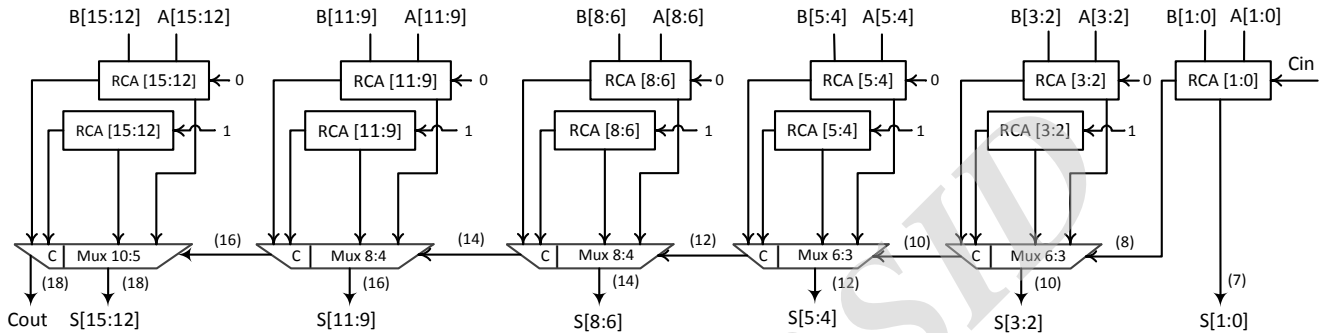 B[15:12] A[15:12] B[11:9] A[11:9] B[8:6] A[8:6] B[5:4] A[5:4] B[3:2] A[3:2] B[1:0] A[1:0]
RCA [15:12] 0 RCA [11:9] 0 RCA [8:6] 0 RCA [5:4] 0 RCA [3:2] 0 RCA [1:0] Cin
RCA [15:12] 1 RCA [11:9] 1 RCA [8:6] 1 RCA [5:4] 1 RCA [3:2] 1
(16) (14) (12) (10) (8)
C Mux 10:5 C Mux 8:4 C Mux 8:4 C Mux 6:3 C Mux 6:3
(18) (18) (16) (14) (12) (10) (7)
Cout S[15:12] S[11:9] S[8:6] S[5:4] S[3:2] S[1:0]
SID